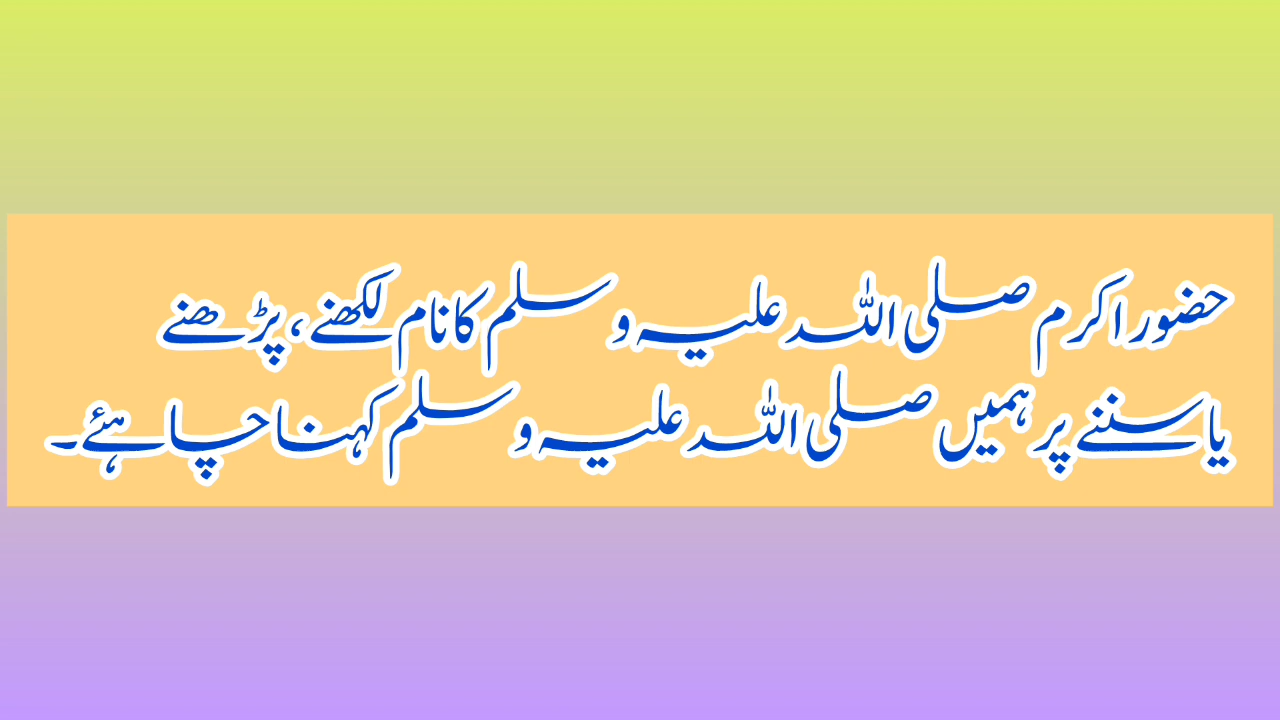 حضور اکرم صلی اللہ علیہ وسلم کا نام لکھنے، پڑھنے
یا سننے پر ہمیں صلی اللہ علیہ وسلم کہنا چاہئے۔